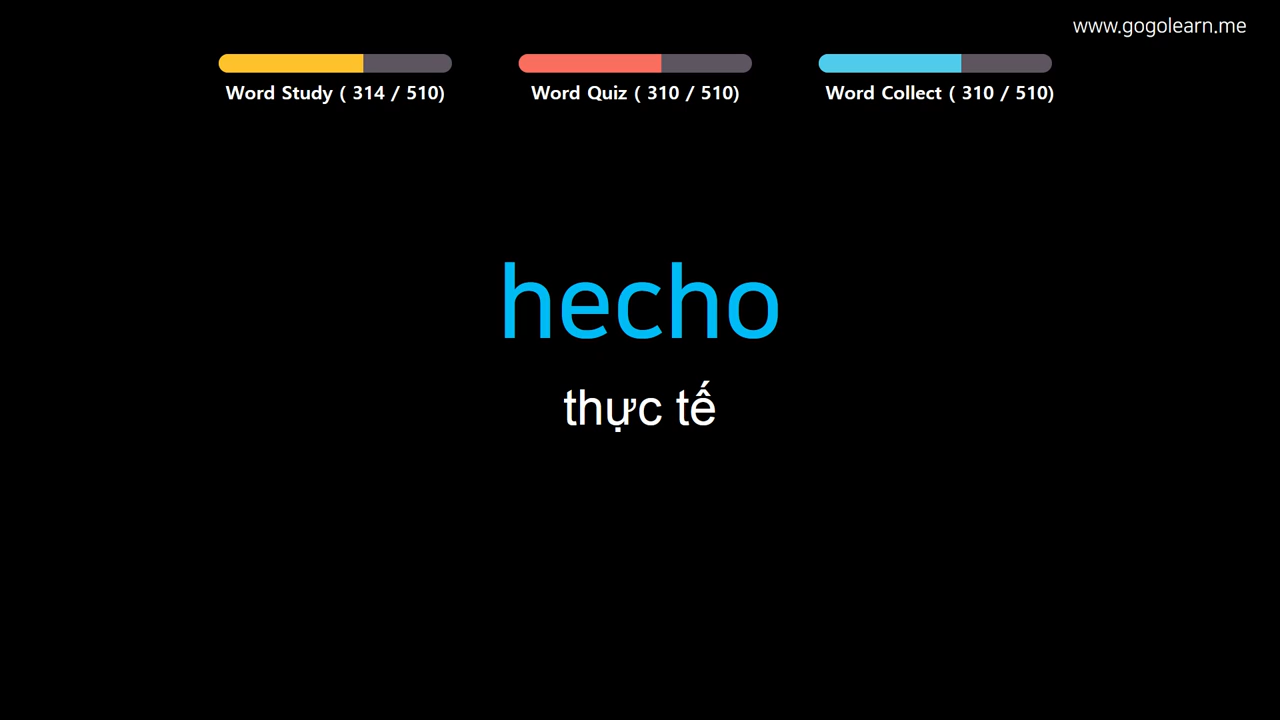 www.gogolearn.me
Word Study ( 314 / 510)
Word Quiz ( 310 / 510)
Word Collect ( 310 / 510)
hecho
thực tế